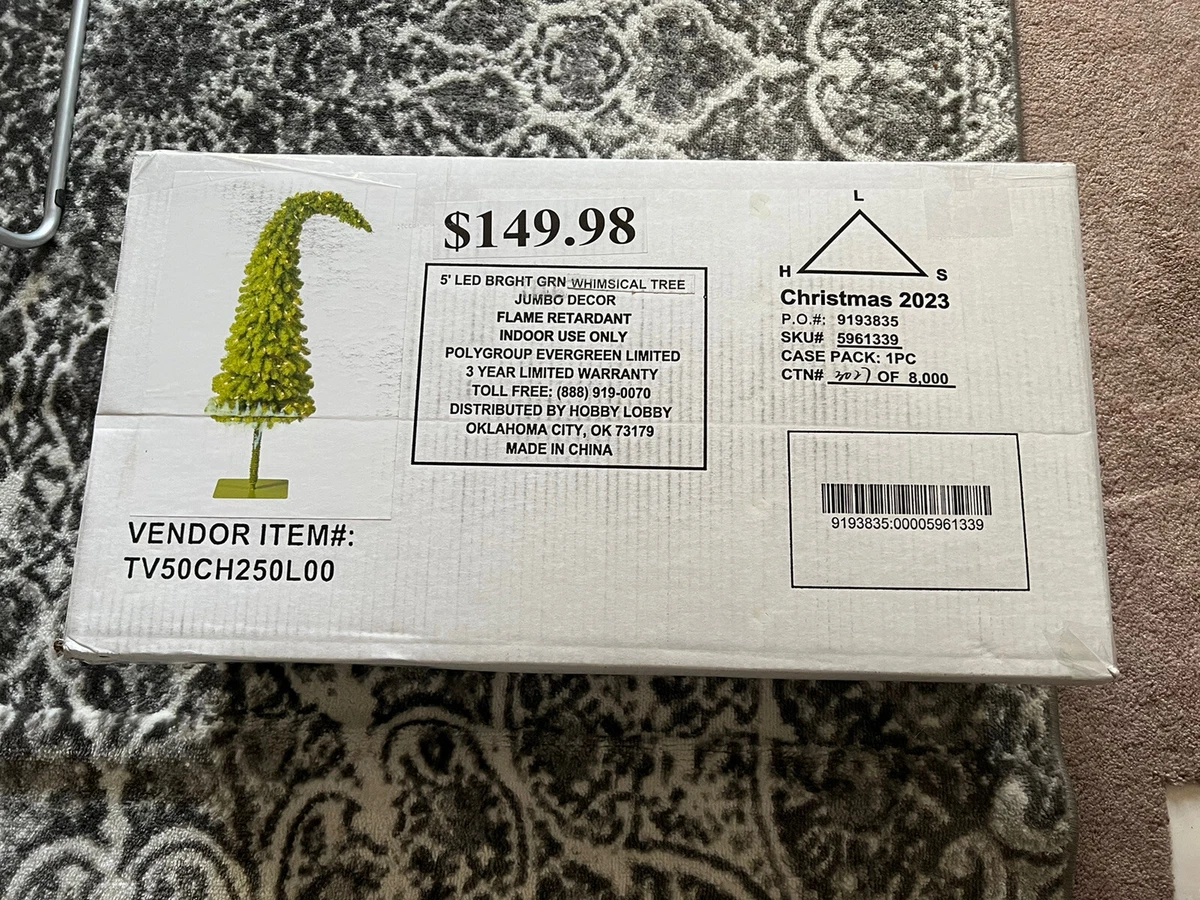 $149.98
5' LED BRGHT GRN WHIMSICAL TREE
JUMBO DECOR
FLAME RETARDANT
INDOOR USE ONLY
POLYGROUP EVERGREEN LIMITED
3 YEAR LIMITED WARRANTY
TOLL FREE: (888) 919-0070
DISTRIBUTED BY HOBBY LOBBY
OKLAHOMA CITY, OK 73179
MADE IN CHINA
VENDOR ITEM#:
TV50CH250L00
L
H S
Christmas 2023
P.O.#: 9193835
SKU# 5961339
CASE PACK: 1PC
CTN# OF 8,000
9193835:00005961339